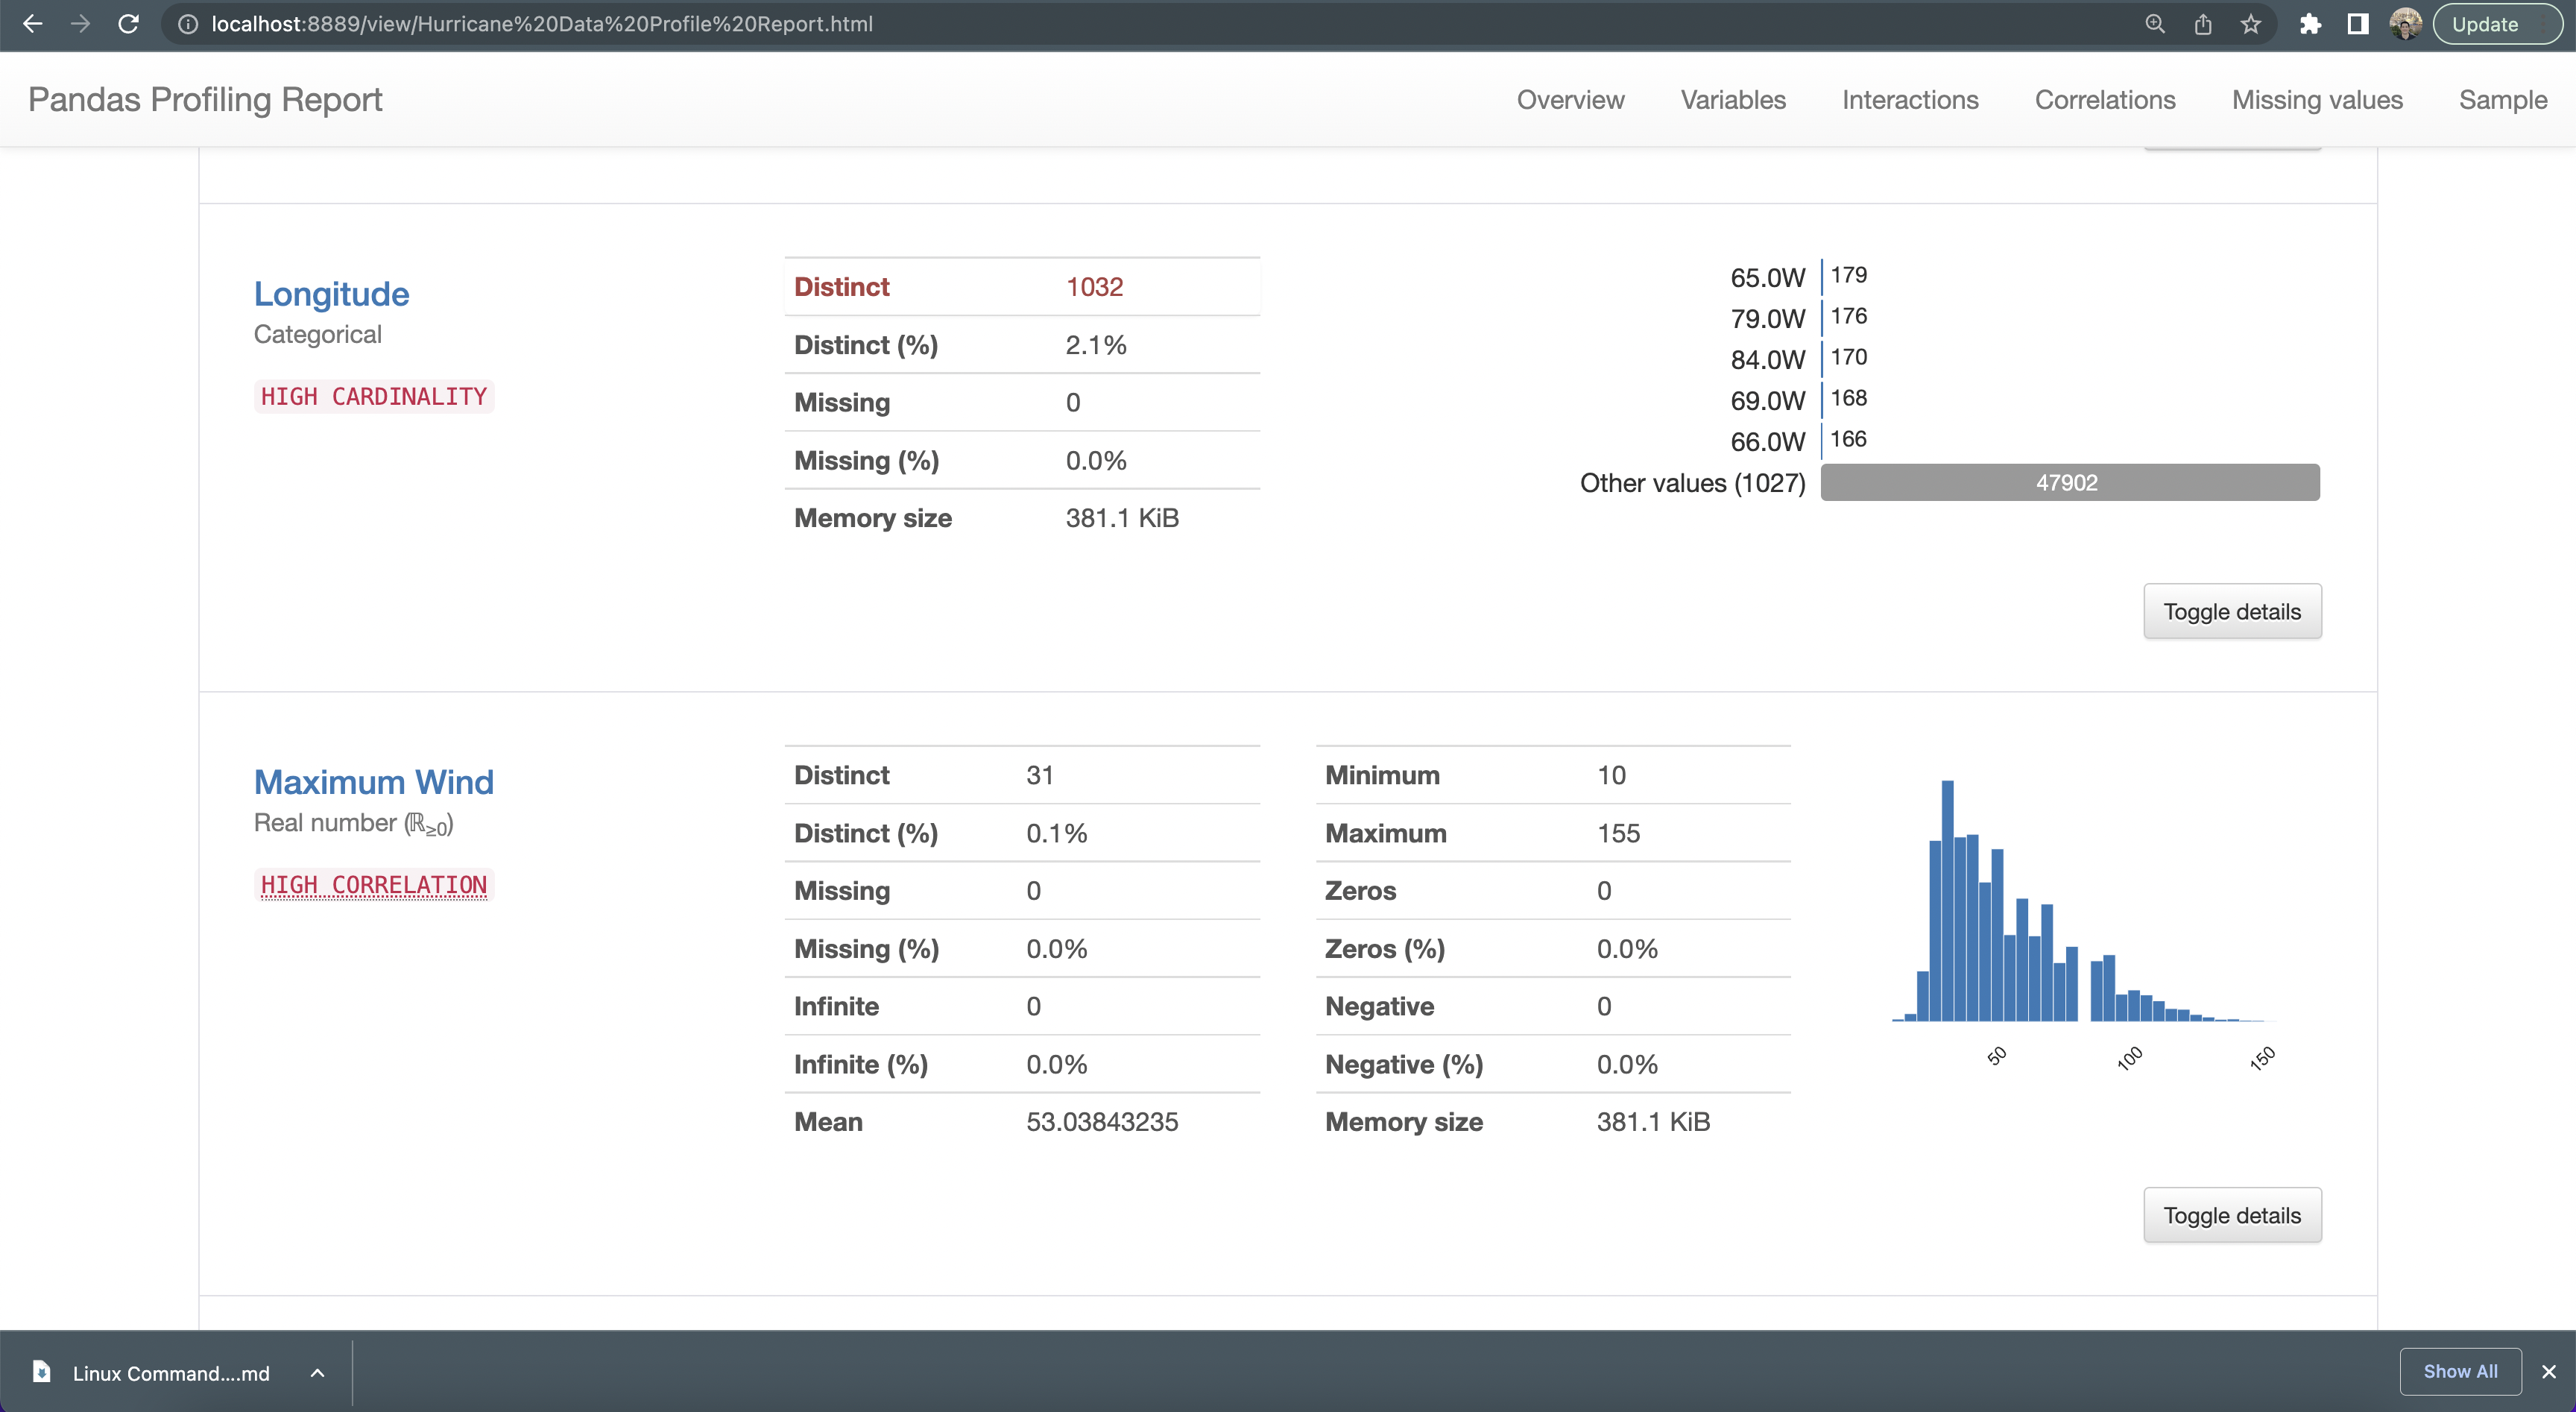 localhost:8889/view/Hurricane%20Data%20Profile%20Report.html
Update
Pandas Profiling Report
Overview Variables Interactions Correlations Missing values Sample
Longitude
Categorical
HIGH CARDINALITY
Distinct 1032
Distinct (%) 2.1%
Missing 0
Missing (%) 0.0%
Memory size 381.1 KiB
65.0W 179
79.0W 176
84.0W 170
69.0W 168
66.0W 166
Other values (1027) 47902
Toggle details
Maximum Wind
Real number (ℝ≥0)
HIGH CORRELATION
Distinct 31
Distinct (%) 0.1%
Missing 0
Missing (%) 0.0%
Infinite 0
Infinite (%) 0.0%
Mean 53.03843235
Minimum 10
Maximum 155
Zeros 0
Zeros (%) 0.0%
Negative 0
Negative (%) 0.0%
Memory size 381.1 KiB
50 100 150
Toggle details
Linux Command....md
Show All